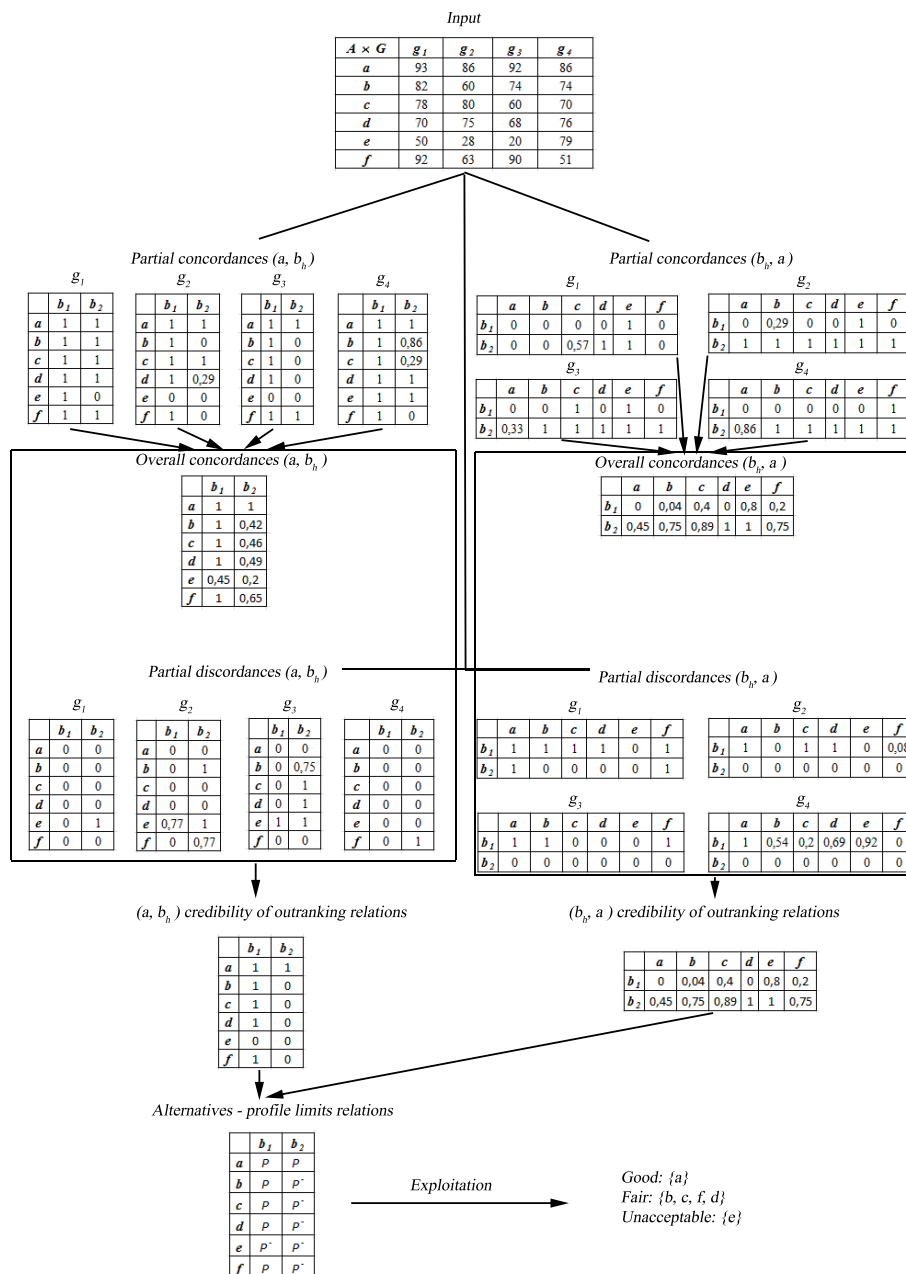 Input
A × G g1 g2 g3 g4
a 93 86 92 86
b 82 60 74 74
c 78 80 60 70
d 70 75 68 76
e 50 28 20 79
f 92 63 90 51
Partial concordances (a, bh)
g1
b1 b2
a 1 1
b 1 1
c 1 1
d 1 1
e 1 0
f 1 1
g2
b1 b2
a 1 1
b 1 0
c 1 1
d 1 0,29
e 0 0
f 1 0
g3
b1 b2
a 1 1
b 1 0
c 1 0
d 1 0
e 0 0
f 1 1
g4
b1 b2
a 1 1
b 1 0,86
c 1 0,29
d 1 1
e 1 1
f 1 0
Partial concordances (bh, a)
g1
a b c d e f
b1 0 0 0 0 1 0
b2 0 0 0,57 1 1 0
g2
a b c d e f
b1 0 0,29 0 0 1 0
b2 1 1 1 1 1 1
g3
a b c d e f
b1 0 0 1 0 1 0
b2 0,33 1 1 1 1 1
g4
a b c d e f
b1 0 0 0 0 0 1
b2 0,86 1 1 1 1 1
Overall concordances (a, bh)
b1 b2
a 1 1
b 1 0,42
c 1 0,46
d 1 0,49
e 0,45 0,2
f 1 0,65
Overall concordances (bh, a)
a b c d e f
b1 0 0,04 0,4 0 0,8 0,2
b2 0,45 0,75 0,89 1 1 0,75
Partial discordances (a, bh)
g1
b1 b2
a 0 0
b 0 0
c 0 0
d 0 0
e 0 1
f 0 0
g2
b1 b2
a 0 0
b 0 1
c 0 0
d 0 0
e 0,77 1
f 0 0,77
g3
b1 b2
a 0 0
b 0 0,75
c 0 1
d 0 1
e 1 1
f 0 0
g4
b1 b2
a 0 0
b 0 0
c 0 0
d 0 0
e 0 0
f 0 1
Partial discordances (bh, a)
g1
a b c d e f
b1 1 1 1 1 0 1
b2 1 0 0 0 0 1
g2
a b c d e f
b1 1 0 1 1 0 0,08
b2 0 0 0 0 0 0
g3
a b c d e f
b1 1 1 0 0 0 1
b2 0 0 0 0 0 0
g4
a b c d e f
b1 1 0,54 0,2 0,69 0,92 0
b2 0 0 0 0 0 0
(a, bh) credibility of outranking relations
b1 b2
a 1 1
b 1 0
c 1 0
d 1 0
e 0 0
f 1 0
(bh, a) credibility of outranking relations
a b c d e f
b1 0 0,04 0,4 0 0,8 0,2
b2 0,45 0,75 0,89 1 1 0,75
Alternatives - profile limits relations
b1 b2
a P P
b P P-
c P P-
d P P-
e P- P-
f P P-
Exploitation
Good: {a}
Fair: {b, c, f, d}
Unacceptable: {e}